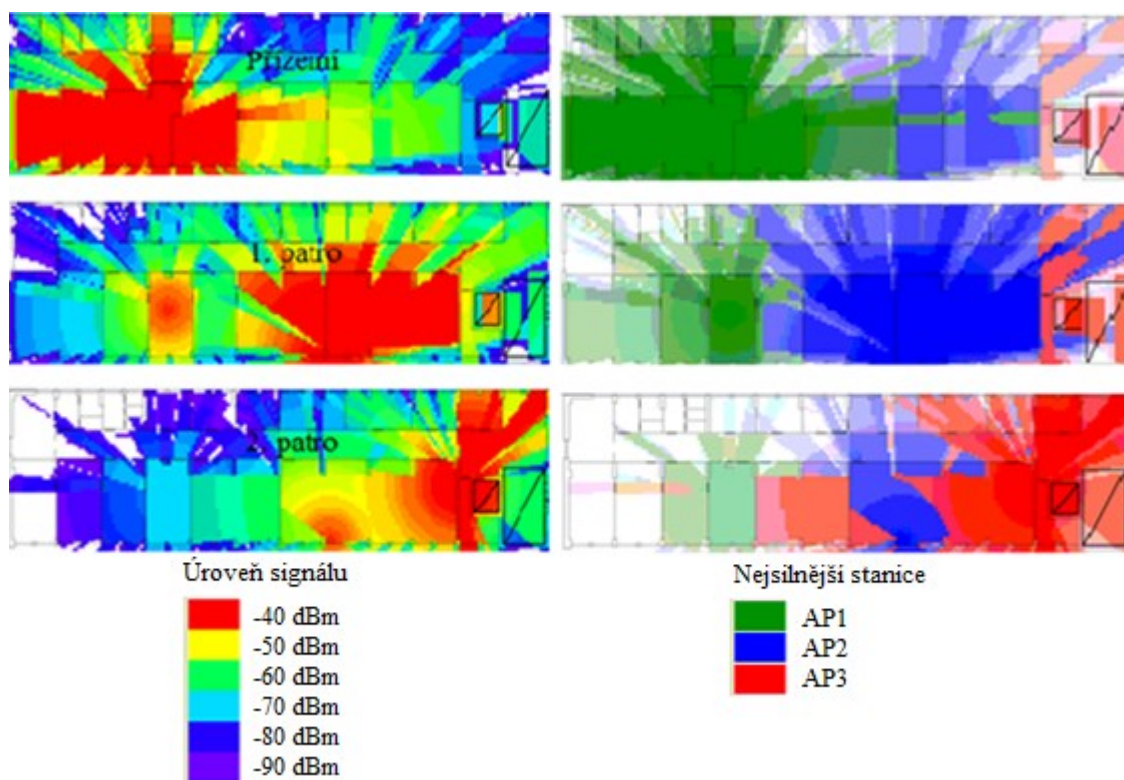 Přízemí
1. patro
2. patro
Úroveň signálu
-40 dBm
-50 dBm
-60 dBm
-70 dBm
-80 dBm
-90 dBm
Nejsilnější stanice
AP1
AP2
AP3